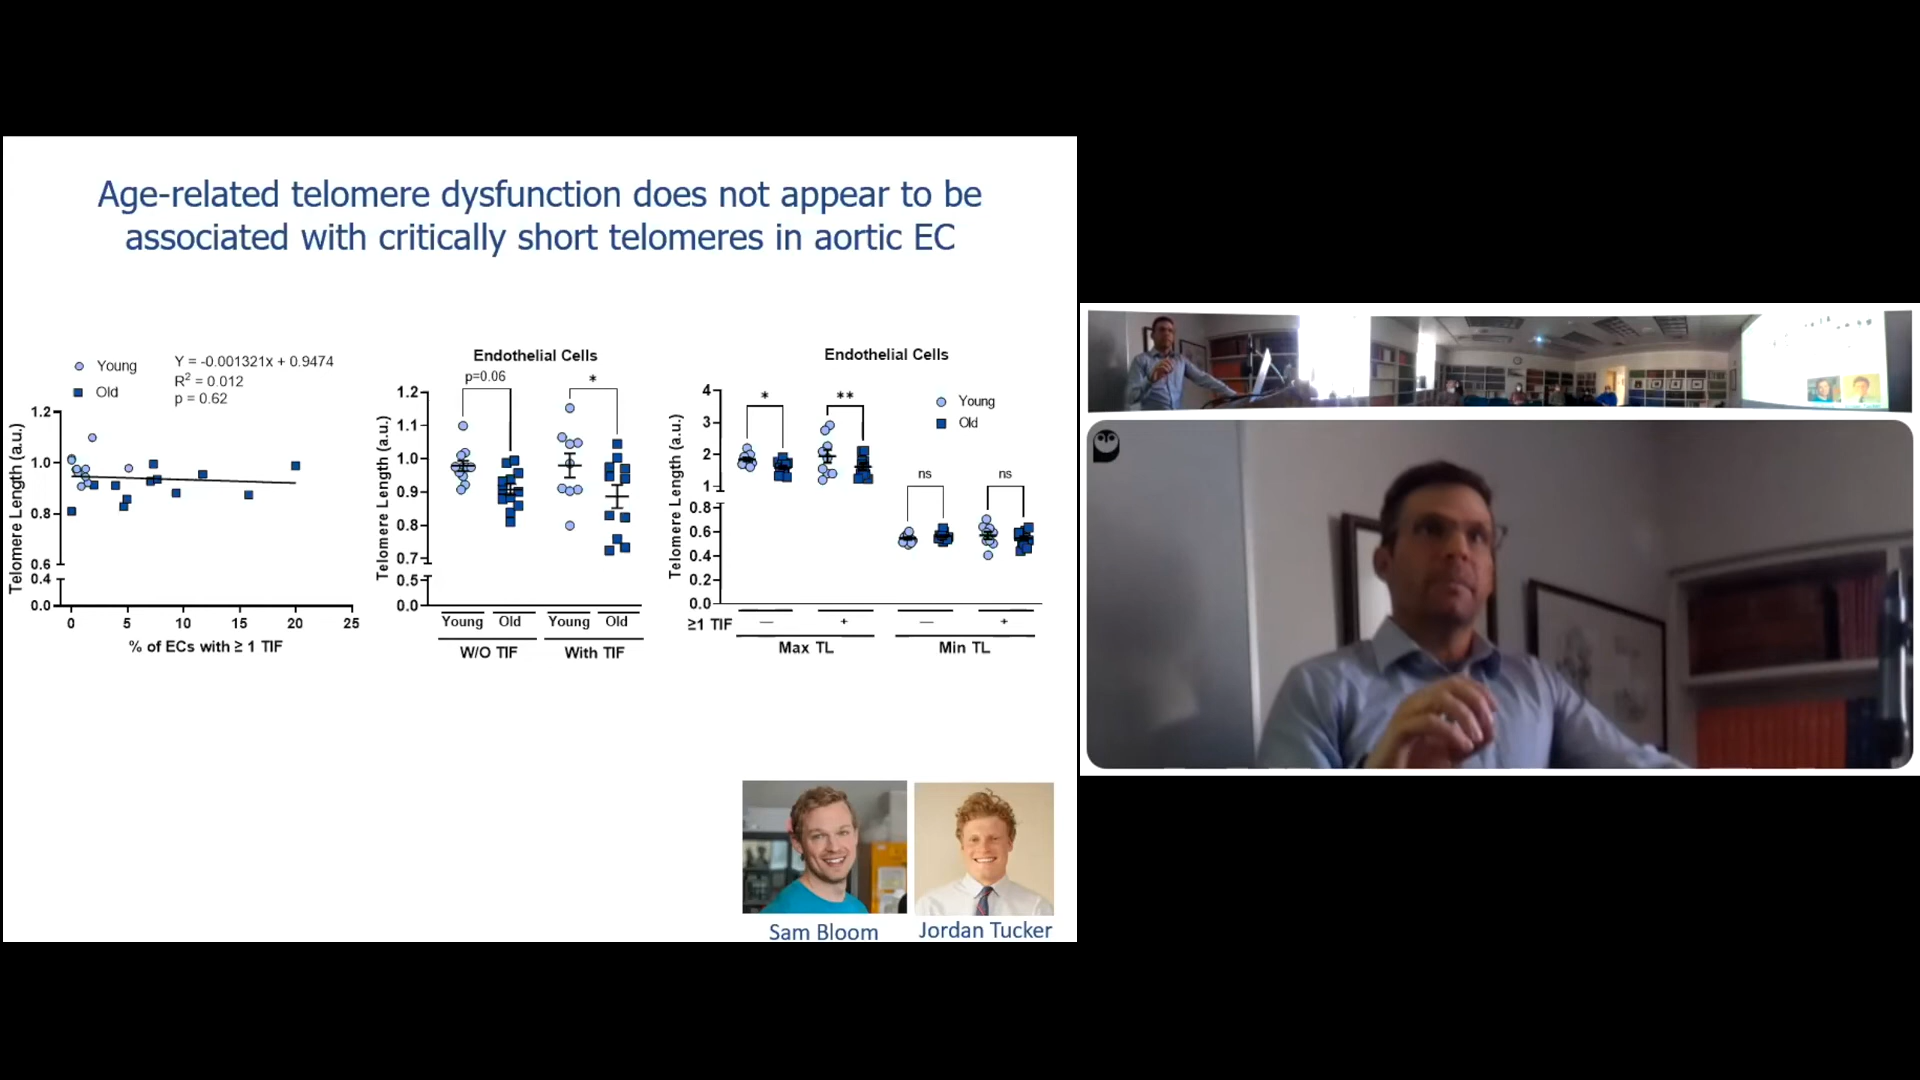 Age-related telomere dysfunction does not appear to be
associated with critically short telomeres in aortic EC
Young
Old
Y = -0.001321x + 0.9474
R² = 0.012
p = 0.62
Telomere Length (a.u.)
1.2
1.0
0.8
0.6
0.4
0.0
0 5 10 15 20 25
% of ECs with ≥ 1 TIF
Endothelial Cells
p=0.06
*
Telomere Length (a.u.)
1.2
1.1
1.0
0.9
0.8
0.7
0.5
0.0
Young Old Young Old
W/O TIF With TIF
Endothelial Cells
Young
Old
* **
ns ns
Telomere Length (a.u.)
4
3
2
1
0.8
0.6
0.4
0.2
0.0
≥1 TIF — + — +
Max TL Min TL
Sam Bloom
Jordan Tucker